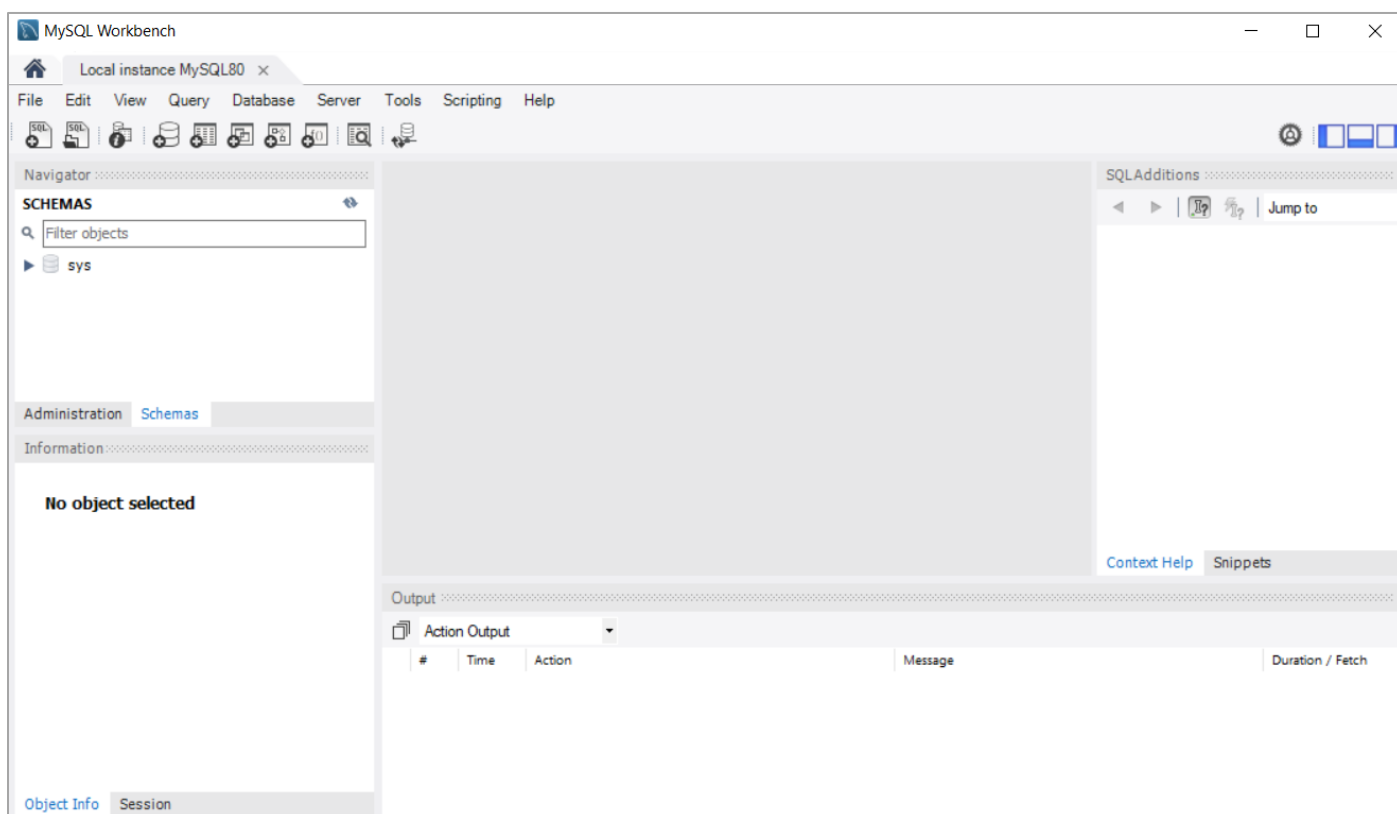 MySQL Workbench
Local instance MySQL80
File Edit View Query Database Server Tools Scripting Help
SQL SQL
Navigator
SCHEMAS
Filter objects
sys
Administration Schemas
Information
No object selected
Object Info Session
SQLAdditions
Jump to
Context Help Snippets
Output
Action Output
# Time Action Message Duration / Fetch